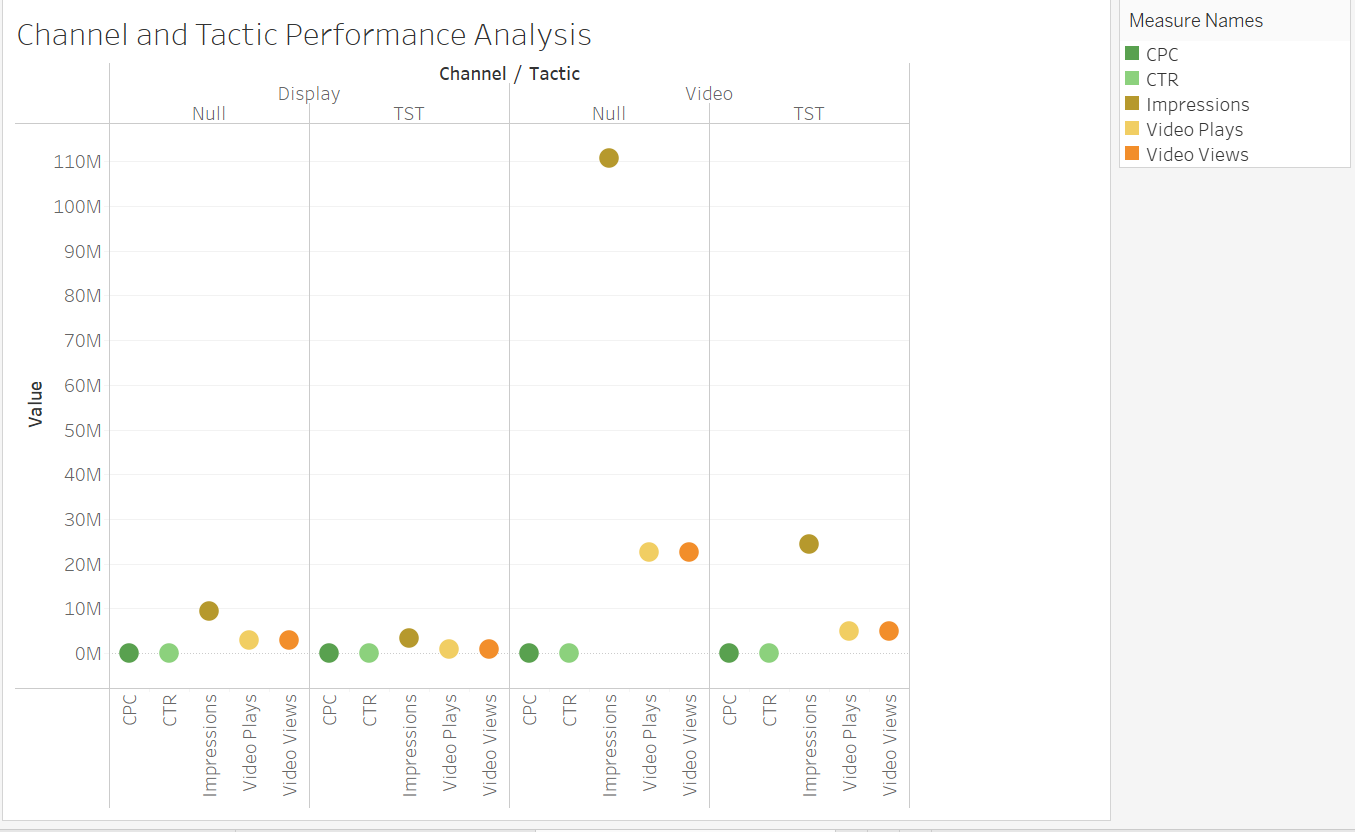 Channel and Tactic Performance Analysis
Measure Names
CPC
CTR
Impressions
Video Plays
Video Views
Channel / Tactic
Display Video
Null TST Null TST
110M
100M
90M
80M
70M
60M
50M
40M
30M
20M
10M
0M
Value
CPC
CTR
Impressions
Video Plays
Video Views
CPC
CTR
Impressions
Video Plays
Video Views
CPC
CTR
Impressions
Video Plays
Video Views
CPC
CTR
Impressions
Video Plays
Video Views